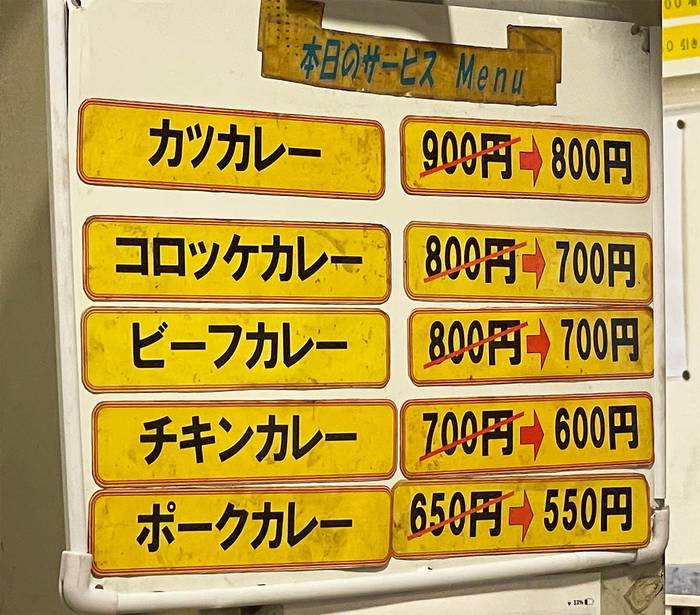 本日のサービス Menu
カツカレー 900円➡800円
コロッケカレー 800円➡700円
ビーフカレー 800円➡700円
チキンカレー 700円➡600円
ポークカレー 650円➡550円